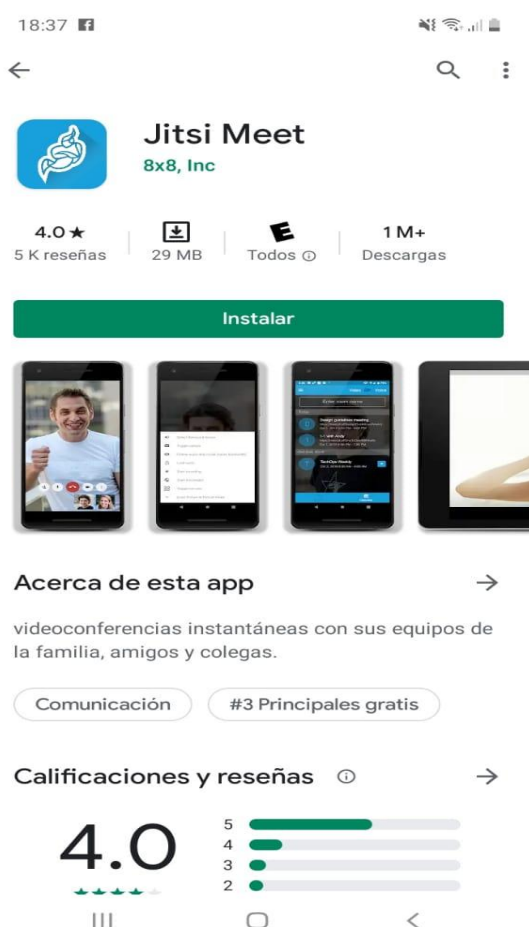 18:37
Jitsi Meet
8x8, Inc
4.0★
5 K reseñas
29 MB
E
Todos
1 M+
Descargas
Instalar
Acerca de esta app
videoconferencias instantáneas con sus equipos de
la familia, amigos y colegas.
Comunicación
#3 Principales gratis
Calificaciones y reseñas
4.0
5
4
3
2